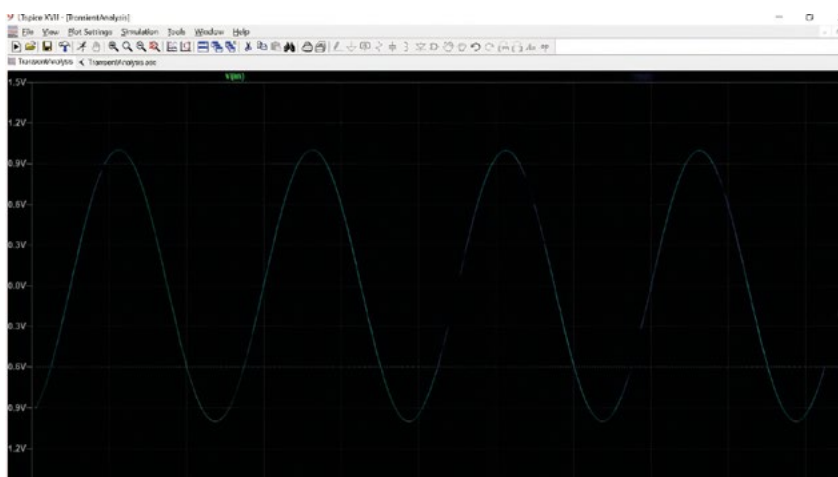 LTspice XVII - [TransientAnalysis]
File View Plot Settings Simulation Tools Window Help
TransientAnalysis TransientAnalysis.asc
V(in)
1.5V
1.2V
0.9V
0.6V
0.3V
0.0V
0.3V
0.6V
0.9V
1.2V